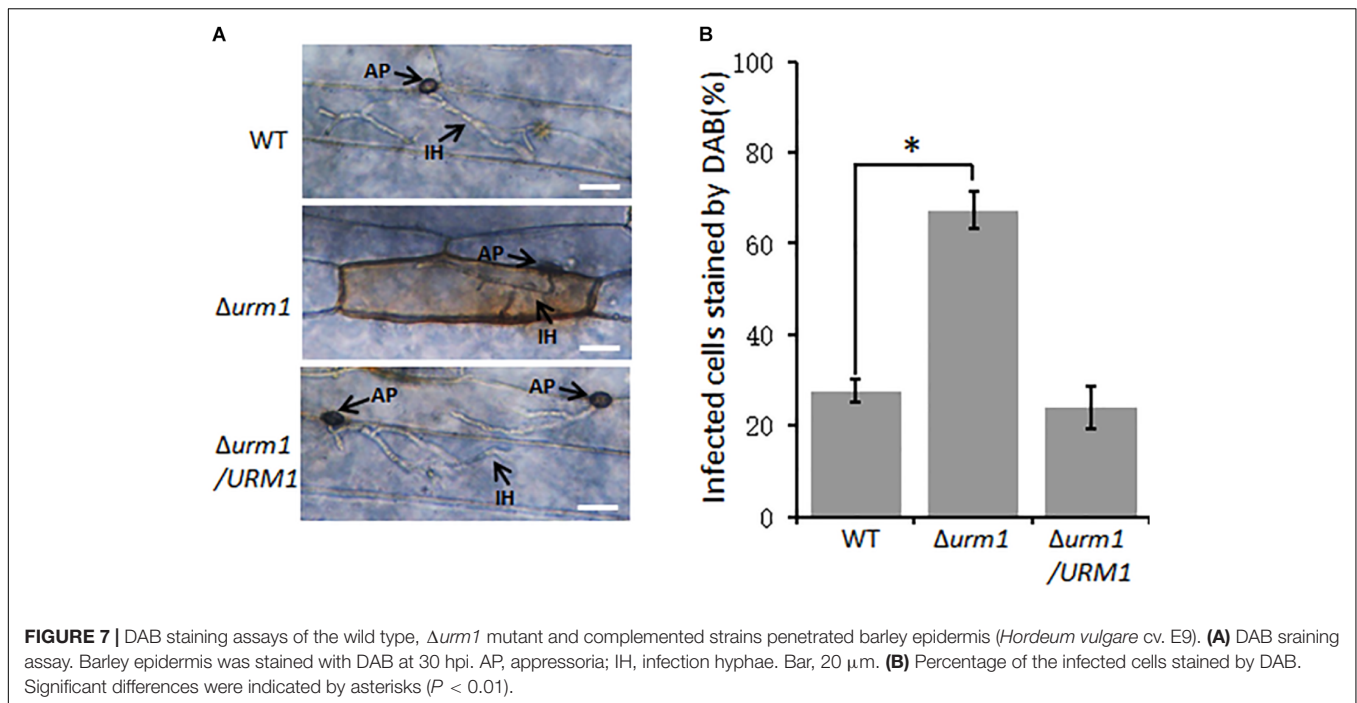 A
WT
AP
IH
Δurm1
AP
IH
Δurm1
/URM1
AP
AP
IH
B
Infected cells stained by DAB(%)
100
80
60
40
20
0
*
WT
Δurm1
Δurm1
/URM1
FIGURE 7 | DAB staining assays of the wild type, Δurm1 mutant and complemented strains penetrated barley epidermis (Hordeum vulgare cv. E9). (A) DAB sraining
assay. Barley epidermis was stained with DAB at 30 hpi. AP, appressoria; IH, infection hyphae. Bar, 20 μm. (B) Percentage of the infected cells stained by DAB.
Significant differences were indicated by asterisks (P < 0.01).